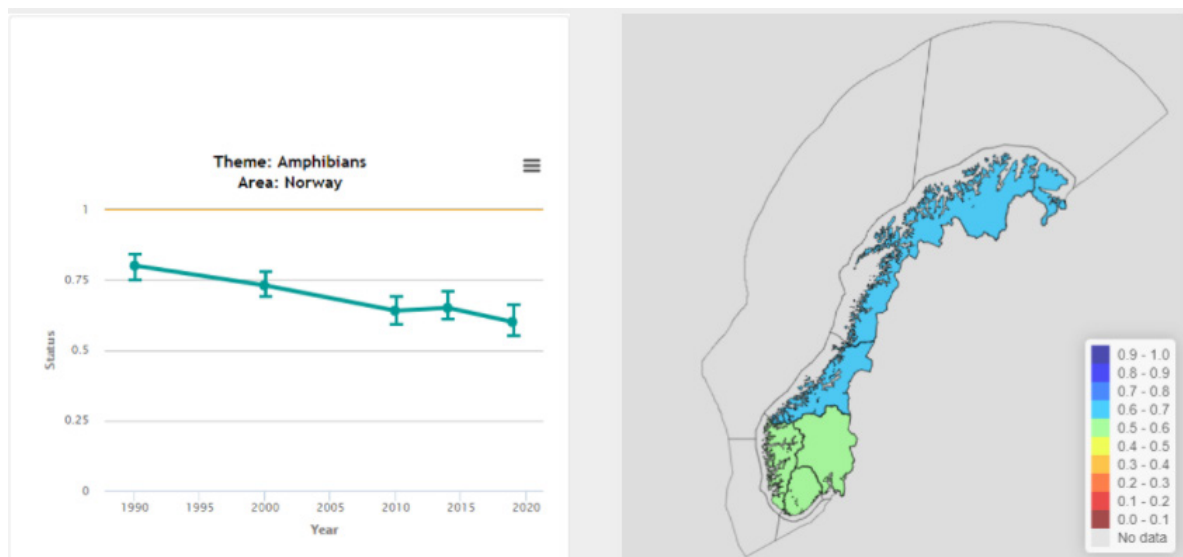 Theme: Amphibians
Area: Norway
1
0.75
0.5
0.25
0
Status
1990
1995
2000
2005
2010
2015
2020
Year
0.9 - 1.0
0.8 - 0.9
0.7 - 0.8
0.6 - 0.7
0.5 - 0.6
0.4 - 0.5
0.3 - 0.4
0.2 - 0.3
0.1 - 0.2
0.0 - 0.1
No data